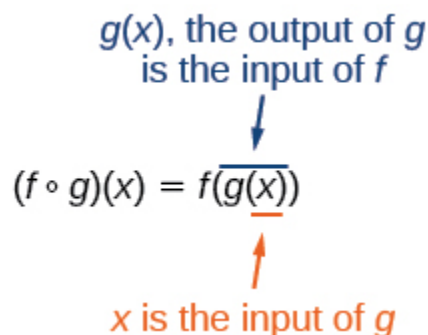 g(x), the output of g
is the input of f
(f ∘ g)(x) = f(g(x))
x is the input of g